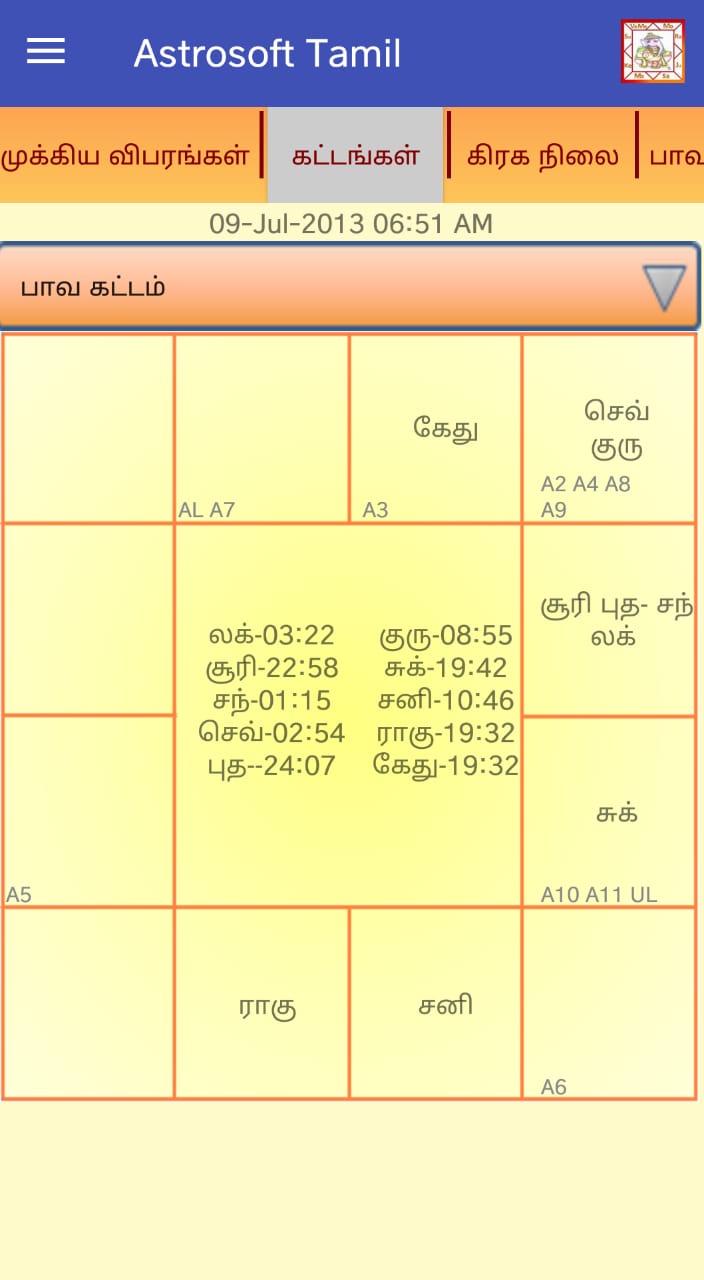 Astrosoft Tamil
முக்கிய விபரங்கள்
கட்டங்கள்
கிரக நிலை
09-Jul-2013 06:51 AM
பாவ கட்டம்
கேது
செவ்
குரு
A2 A4 A8
A9
AL A7
A3
சூரி புத- சந்
லக்
லக்-03:22
சூரி-22:58
சந்-01:15
செவ்-02:54
புத--24:07
குரு-08:55
சுக்-19:42
சனி-10:46
ராகு-19:32
கேது-19:32
சுக்
A5
A10 A11 UL
ராகு
சனி
A6